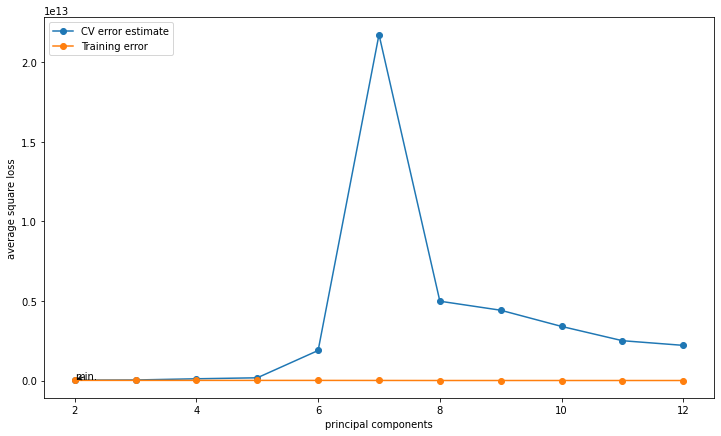 1e13
CV error estimate
Training error
2.0
1.5
1.0
0.5
0.0
average square loss
min.
2 4 6 8 10 12
principal components